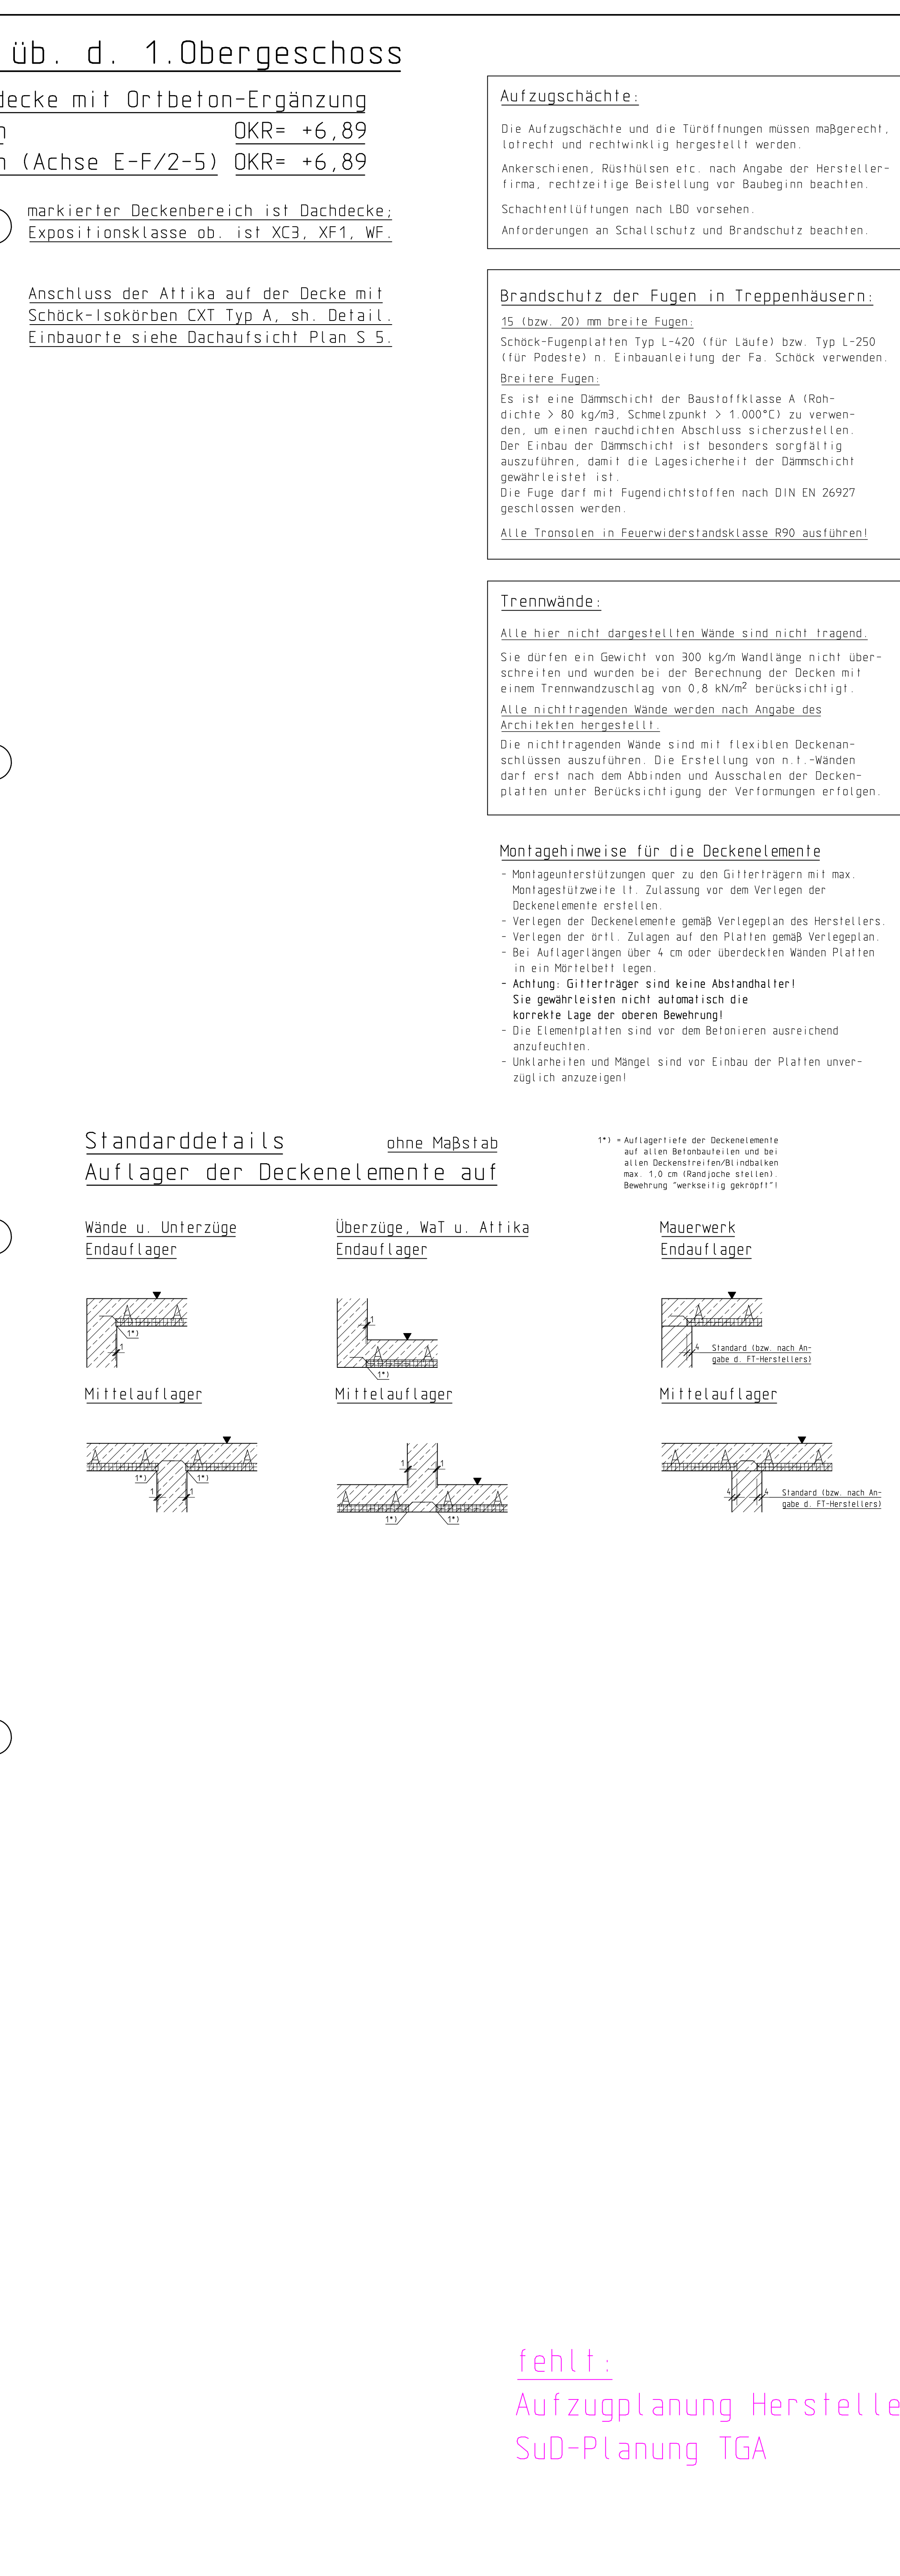 üb. d. 1.Obergeschoss
decke mit Ortbeton-Ergänzung
OKR= +6,89
(Achse E-F/2-5) OKR= +6,89
markierter Deckenbereich ist Dachdecke;
Expositionsklasse ob. ist XC3, XF1, WF.
Anschluss der Attika auf der Decke mit
Schöck-Isokörben CXT Typ A, sh. Detail.
Einbauorte siehe Dachaufsicht Plan S 5.
Aufzugschächte:
Die Aufzugschächte und die Türöffnungen müssen maßgerecht,
lotrecht und rechtwinklig hergestellt werden.
Ankerschienen, Rüsthülsen etc. nach Angabe der Hersteller-
firma, rechtzeitige Beistellung vor Baubeginn beachten.
Schachtentlüftungen nach LBO vorsehen.
Anforderungen an Schallschutz und Brandschutz beachten.
Brandschutz der Fugen in Treppenhäusern:
15 (bzw. 20) mm breite Fugen:
Schöck-Fugenplatten Typ L-420 (für Läufe) bzw. Typ L-250
(für Podeste) n. Einbauanleitung der Fa. Schöck verwenden.
Breitere Fugen:
Es ist eine Dämmschicht der Baustoffklasse A (Roh-
dichte > 80 kg/m3, Schmelzpunkt > 1.000°C) zu verwen-
den, um einen rauchdichten Abschluss sicherzustellen.
Der Einbau der Dämmschicht ist besonders sorgfältig
auszuführen, damit die Lagesicherheit der Dämmschicht
gewährleistet ist.
Die Fuge darf mit Fugendichtstoffen nach DIN EN 26927
geschlossen werden.
Alle Tronsolen in Feuerwiderstandsklasse R90 ausführen!
Trennwände:
Alle hier nicht dargestellten Wände sind nicht tragend.
Sie dürfen ein Gewicht von 300 kg/m Wandlänge nicht über-
schreiten und wurden bei der Berechnung der Decken mit
einem Trennwandzuschlag von 0,8 kN/m² berücksichtigt.
Alle nichttragenden Wände werden nach Angabe des
Architekten hergestellt.
Die nichttragenden Wände sind mit flexiblen Deckenan-
schlüssen auszuführen. Die Erstellung von n.t.-Wänden
darf erst nach dem Abbinden und Ausschalen der Decken-
platten unter Berücksichtigung der Verformungen erfolgen.
Montagehinweise für die Deckenelemente
- Montageunterstützungen quer zu den Gitterträgern mit max.
Montagestützweite lt. Zulassung vor dem Verlegen der
Deckenelemente erstellen.
- Verlegen der Deckenelemente gemäß Verlegeplan des Herstellers.
- Verlegen der örtl. Zulagen auf den Platten gemäß Verlegeplan.
- Bei Auflagerlängen über 4 cm oder überdeckten Wänden Platten
in ein Mörtelbett legen.
- Achtung: Gitterträger sind keine Abstandhalter!
Sie gewährleisten nicht automatisch die
korrekte Lage der oberen Bewehrung!
- Die Elementplatten sind vor dem Betonieren ausreichend
anzufeuchten.
- Unklarheiten und Mängel sind vor Einbau der Platten unver-
züglich anzuzeigen!
Standarddetails ohne Maßstab
Auflager der Deckenelemente auf
1*) = Auflagertiefe der Deckenelemente
auf allen Betonbauteilen und bei
allen Deckenstreifen/Blindbalken
max. 1,0 cm (Randjoche stellen).
Bewehrung "werkseitig gekröpft"!
Wände u. Unterzüge
Endauflager
Überzüge, WaT u. Attika
Endauflager
Mauerwerk
Endauflager
1*)
1
1
1*)
4 Standard (bzw. nach An-
gabe d. FT-Herstellers)
Mittelauflager
Mittelauflager
Mittelauflager
1*) 1*)
1 1
1 1
1*) 1*)
4 4 Standard (bzw. nach An-
gabe d. FT-Herstellers)
fehlt:
Aufzugplanung Herstelle
SuD-Planung TGA